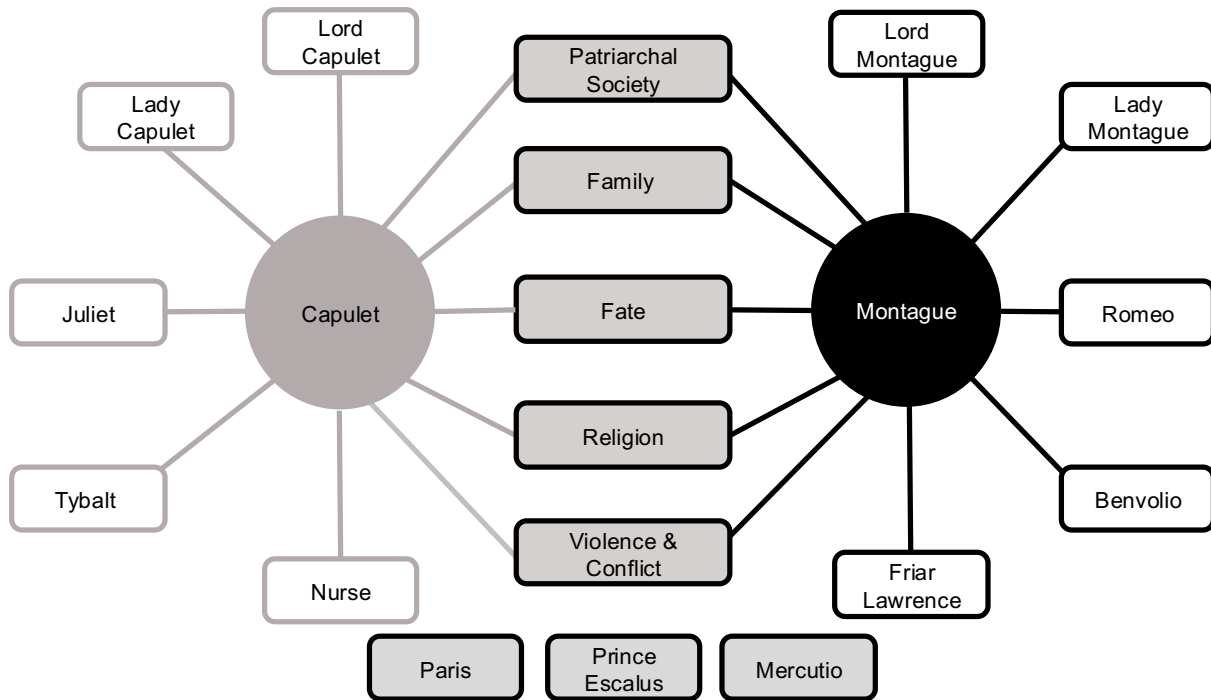 Lord
Capulet
Patriarchal
Society
Lord
Montague
Lady
Capulet
Lady
Montague
Family
Juliet
Capulet
Fate
Montague
Romeo
Religion
Tybalt
Benvolio
Violence &
Conflict
Nurse
Friar
Lawrence
Paris
Prince
Escalus
Mercutio